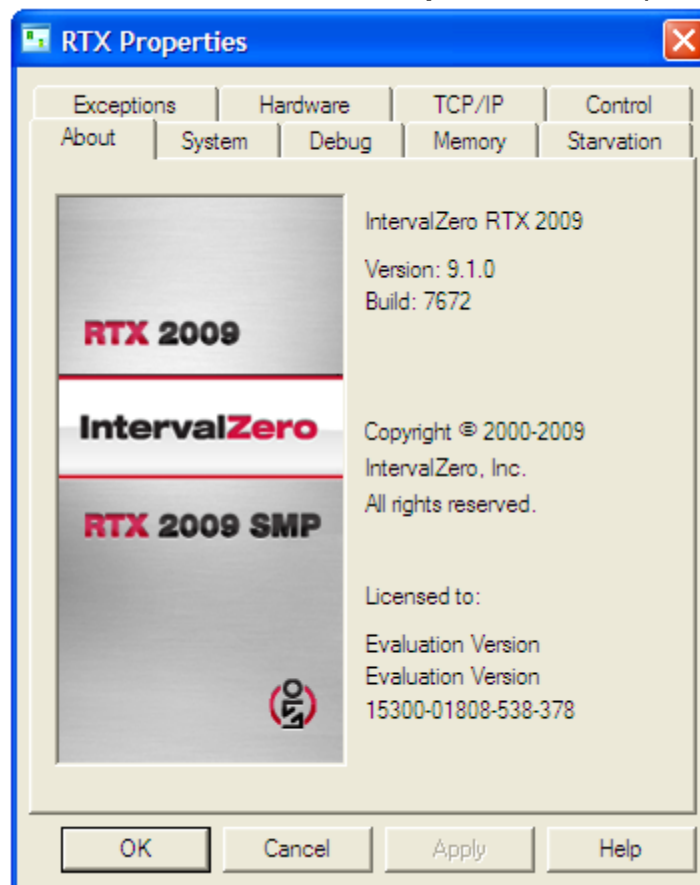 RTX Properties
Exceptions Hardware TCP/IP Control
About System Debug Memory Starvation
RTX 2009
IntervalZero
RTX 2009 SMP
IntervalZero RTX 2009
Version: 9.1.0
Build: 7672
Copyright © 2000-2009
IntervalZero, Inc.
All rights reserved.
Licensed to:
Evaluation Version
Evaluation Version
15300-01808-538-378
OK Cancel Apply Help